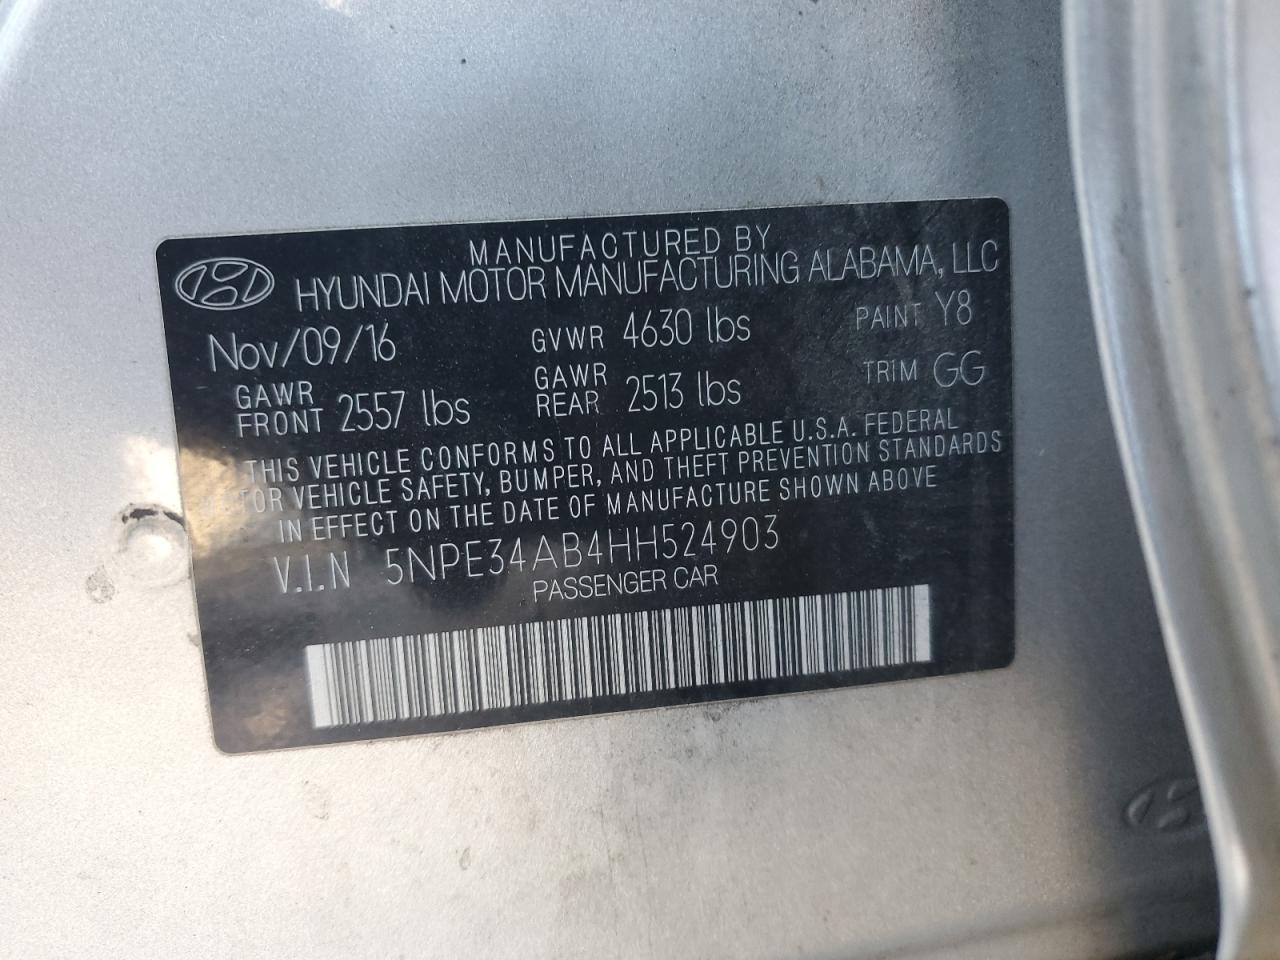 MANUFACTURED BY
HYUNDAI MOTOR MANUFACTURING ALABAMA, LLC
Nov/09/16 GVWR 4630 lbs PAINT Y8
GAWR FRONT 2557 lbs GAWR REAR 2513 lbs TRIM GG
THIS VEHICLE CONFORMS TO ALL APPLICABLE U.S.A. FEDERAL
MOTOR VEHICLE SAFETY, BUMPER, AND THEFT PREVENTION STANDARDS
IN EFFECT ON THE DATE OF MANUFACTURE SHOWN ABOVE
V.I.N 5NPE34AB4HH524903
PASSENGER CAR